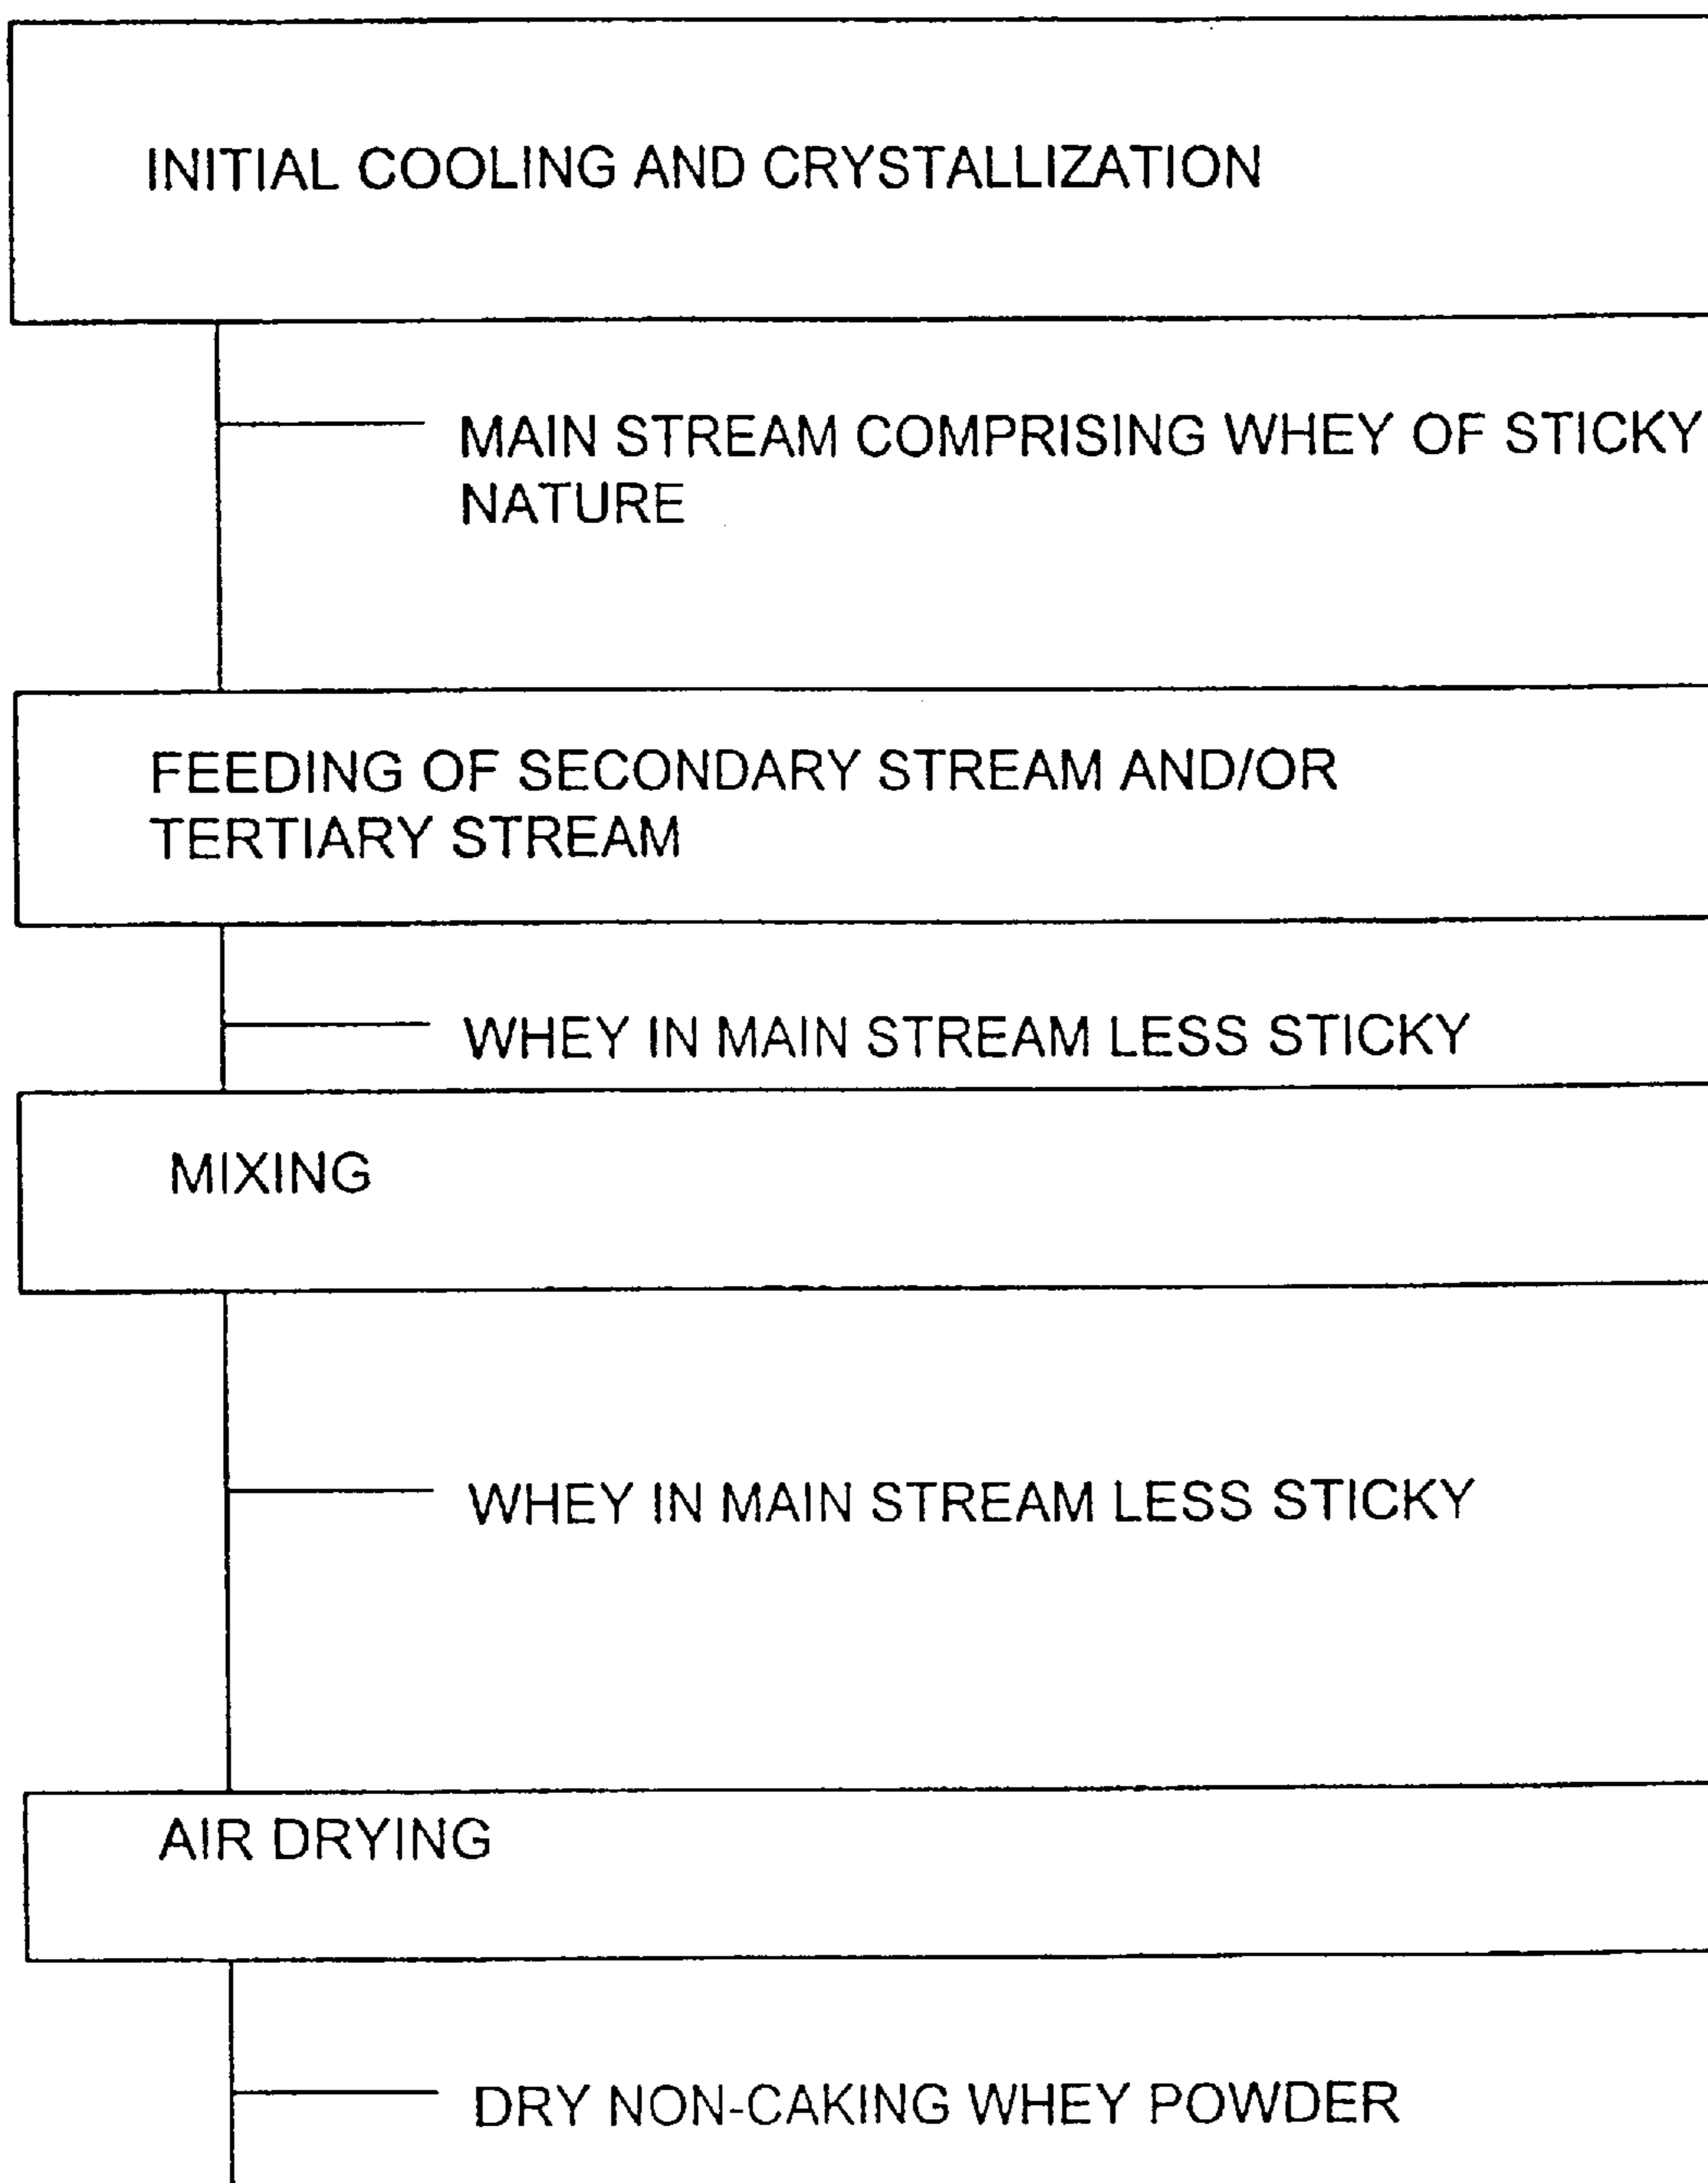 INITIAL COOLING AND CRYSTALLIZATION
MAIN STREAM COMPRISING WHEY OF STICKY
NATURE
FEEDING OF SECONDARY STREAM AND/OR
TERTIARY STREAM
WHEY IN MAIN STREAM LESS STICKY
MIXING
WHEY IN MAIN STREAM LESS STICKY
AIR DRYING
DRY NON-CAKING WHEY POWDER